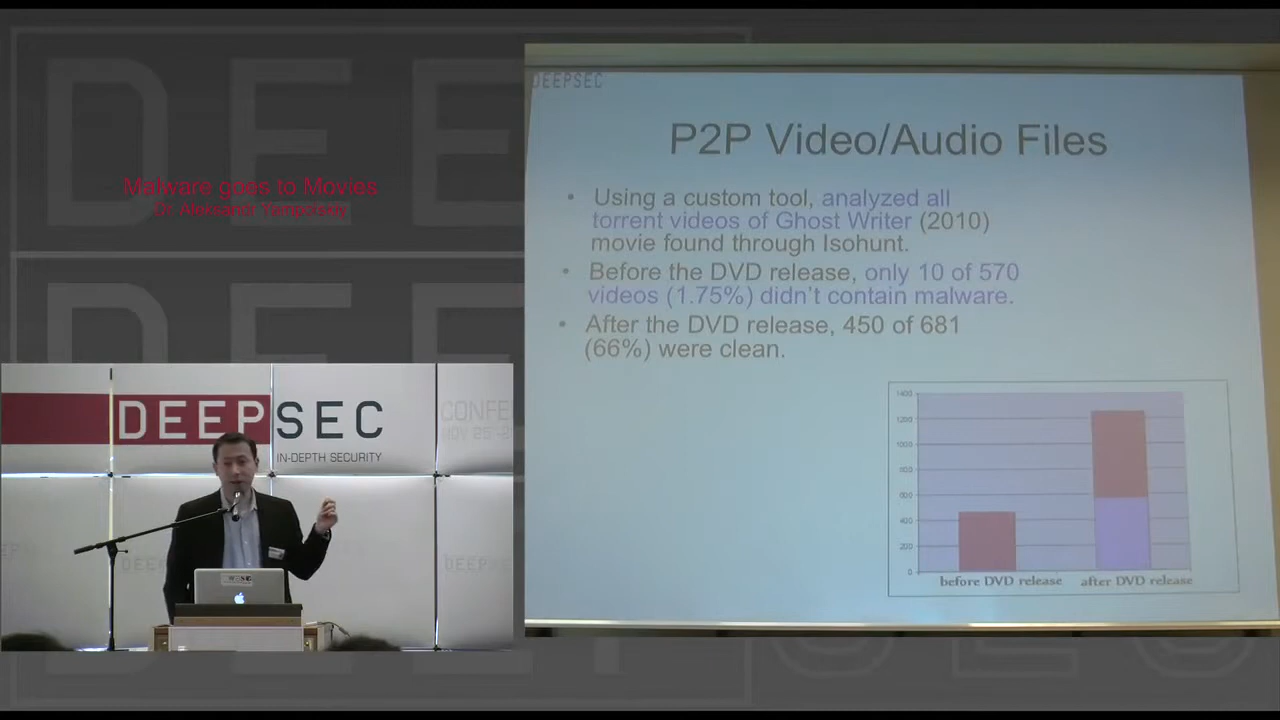 Malware goes to Movies
Dr. Aleksandr Yampolskiy
DEEPSEC
IN-DEPTH SECURITY
DEEPSEC
P2P Video/Audio Files
• Using a custom tool, analyzed all
torrent videos of Ghost Writer (2010)
movie found through Isohunt.
• Before the DVD release, only 10 of 570
videos (1.75%) didn't contain malware.
• After the DVD release, 450 of 681
(66%) were clean.
1400
1200
1000
800
600
400
200
0
before DVD release
after DVD release